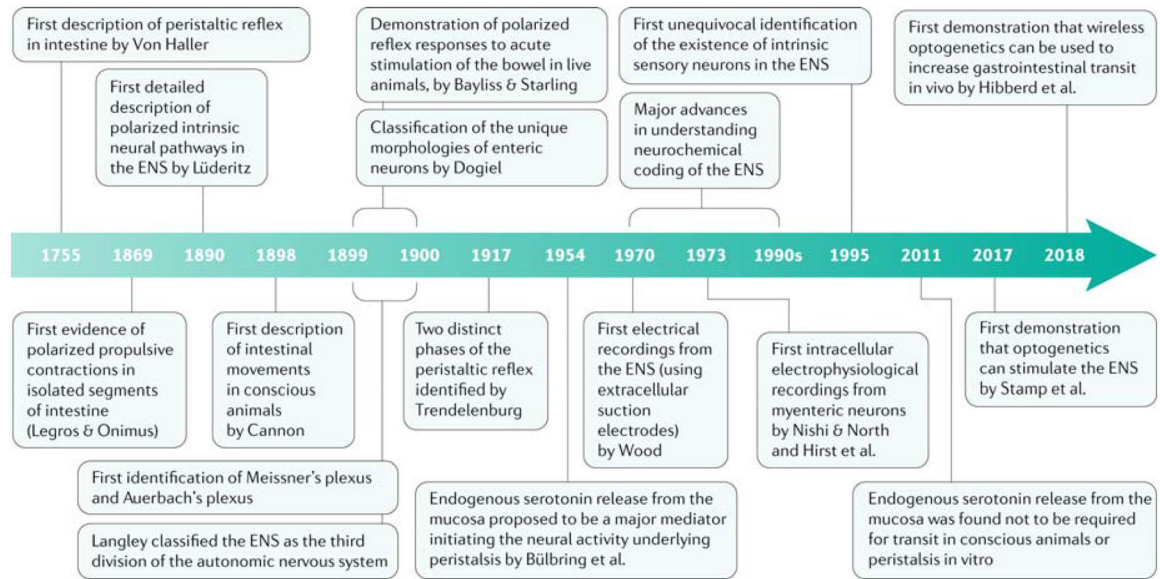 First description of peristaltic reflex
in intestine by Von Haller
First detailed
description of
polarized intrinsic
neural pathways in
the ENS by Lüderitz
Demonstration of polarized
reflex responses to acute
stimulation of the bowel in live
animals, by Bayliss & Starling
Classification of the unique
morphologies of enteric
neurons by Dogiel
First unequivocal identification
of the existence of intrinsic
sensory neurons in the ENS
Major advances
in understanding
neurochemical
coding of the ENS
First demonstration that wireless
optogenetics can be used to
increase gastrointestinal transit
in vivo by Hibberd et al.
1755 1869 1890 1898 1899 1900 1917 1954 1970 1973 1990s 1995 2011 2017 2018
First evidence of
polarized propulsive
contractions in
isolated segments
of intestine
(Legros & Onimus)
First description
of intestinal
movements
in conscious
animals
by Cannon
First identification of Meissner's plexus
and Auerbach's plexus
Langley classified the ENS as the third
division of the autonomic nervous system
Two distinct
phases of the
peristaltic reflex
identified by
Trendelenburg
Endogenous serotonin release from the
mucosa proposed to be a major mediator
initiating the neural activity underlying
peristalsis by Bülbring et al.
First electrical
recordings from
the ENS (using
extracellular
suction
electrodes)
by Wood
First intracellular
electrophysiological
recordings from
myenteric neurons
by Nishi & North
and Hirst et al.
Endogenous serotonin release from the
mucosa was found not to be required
for transit in conscious animals or
peristalsis in vitro
First demonstration
that optogenetics
can stimulate the ENS
by Stamp et al.